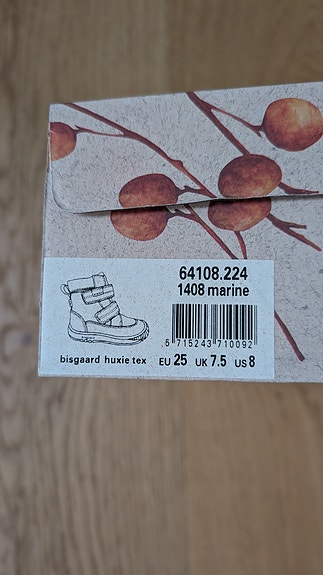 64108.224
1408 marine
5 715243 710092
bisgaard huxie tex EU 25 UK 7.5 US 8